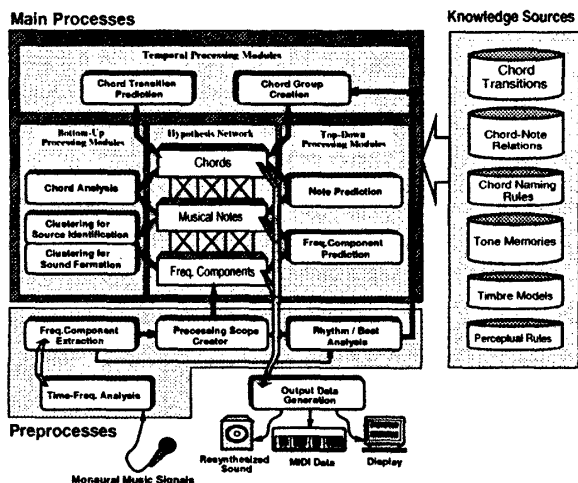 Main Processes
Knowledge Sources
Temporal Processing Modules
Chord Transition
Prediction
Chord Group
Creation
Bottom-Up
Processing Modules
Hypothesis Network
Top-Down
Processing Modules
Chords
Chord Analysis
Note Prediction
Clustering for
Source Identification
Musical Notes
Clustering for
Sound Formation
Freq.Component
Prediction
Freq. Components
Freq.Component
Extraction
Processing Scope
Creator
Rhythm / Beat
Analysis
Time-Freq. Analysis
Output Data
Generation
Preprocesses
Resynthesized
Sound
MIDI Data
Display
Monaural Music Signals
Chord
Transitions
Chord-Note
Relations
Chord Naming
Rules
Tone Memories
Timbre Models
Perceptual Rules